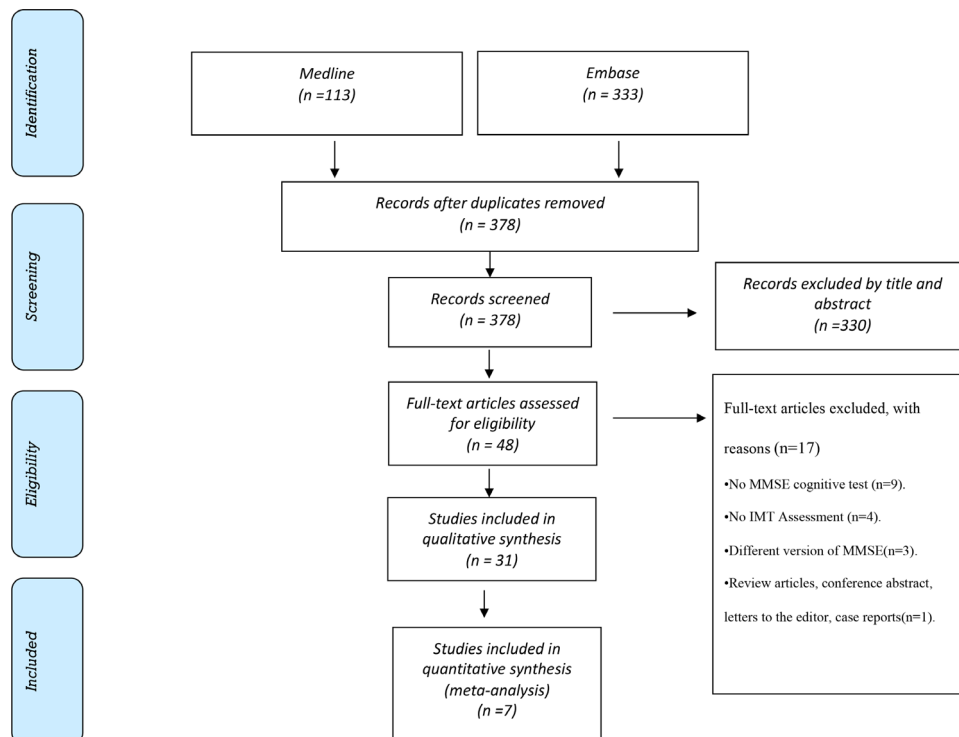 Identification
Medline
(n =113)
Embase
(n = 333)
Records after duplicates removed
(n = 378)
Screening
Records screened
(n = 378)
Records excluded by title and
abstract
(n =330)
Eligibility
Full-text articles assessed
for eligibility
(n = 48)
Full-text articles excluded, with
reasons (n=17)
•No MMSE cognitive test (n=9).
•No IMT Assessment (n=4).
•Different version of MMSE(n=3).
•Review articles, conference abstract,
letters to the editor, case reports(n=1).
Studies included in
qualitative synthesis
(n = 31)
Included
Studies included in
quantitative synthesis
(meta-analysis)
(n =7)